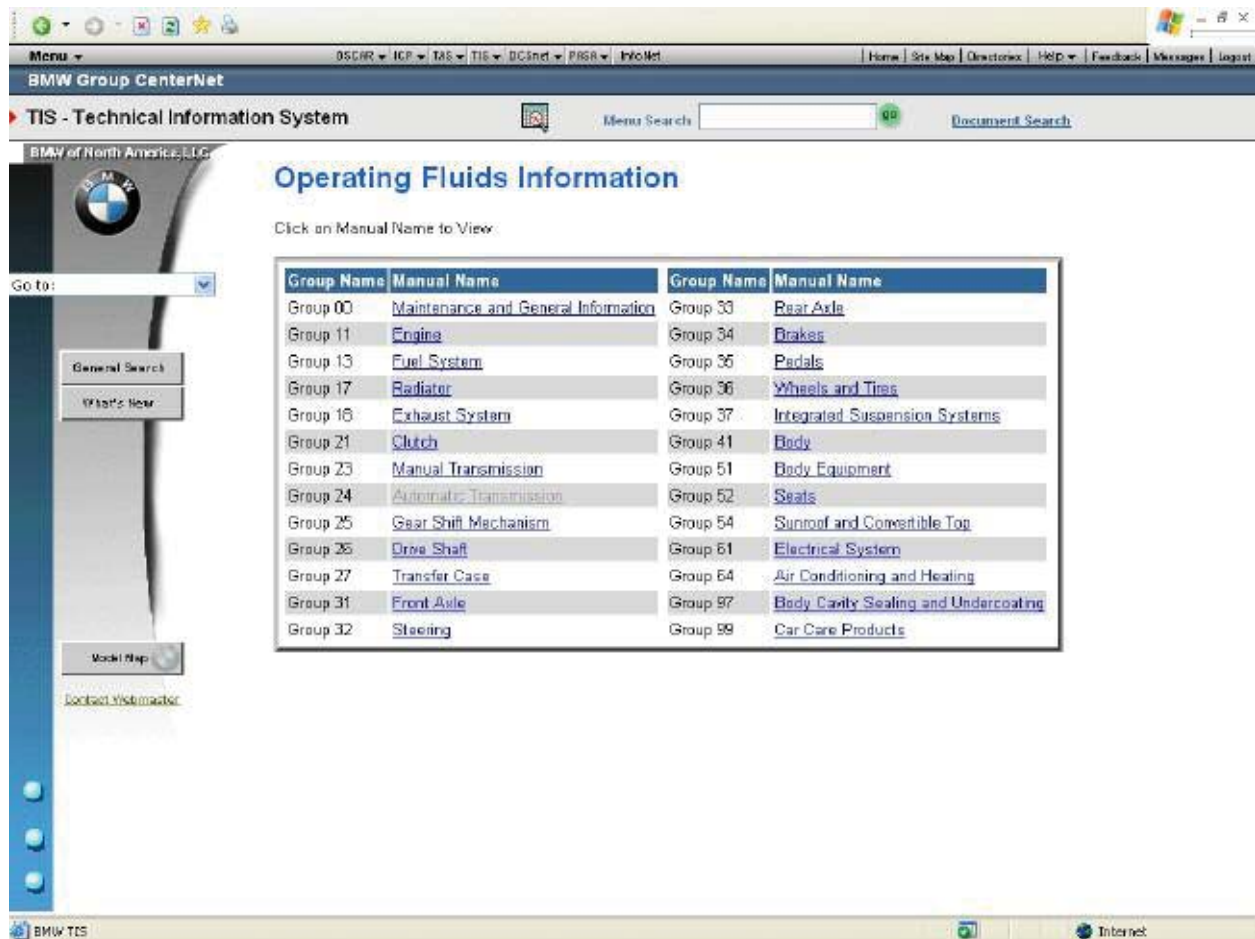 Menu OSCAR ICP TAS TIS DCSnet PASR InfoNet Home Site Map Directories Help Feedback Messages Logout
BMW Group CenterNet
TIS - Technical Information System Menu Search go Document Search
BMW of North America, LLC
BMW
Operating Fluids Information
Click on Manual Name to View
Go to:
General Search
What's New
Model Map
Contact Webmaster
Group Name Manual Name Group Name Manual Name
Group 00 Maintenance and General Information Group 33 Rear Axle
Group 11 Engine Group 34 Brakes
Group 13 Fuel System Group 35 Pedals
Group 17 Radiator Group 36 Wheels and Tires
Group 18 Exhaust System Group 37 Integrated Suspension Systems
Group 21 Clutch Group 41 Body
Group 23 Manual Transmission Group 51 Body Equipment
Group 24 Automatic Transmission Group 52 Seats
Group 25 Gear Shift Mechanism Group 54 Sunroof and Convertible Top
Group 26 Drive Shaft Group 61 Electrical System
Group 27 Transfer Case Group 64 Air Conditioning and Heating
Group 31 Front Axle Group 97 Body Cavity Sealing and Undercoating
Group 32 Steering Group 99 Car Care Products
BMW TIS Internet